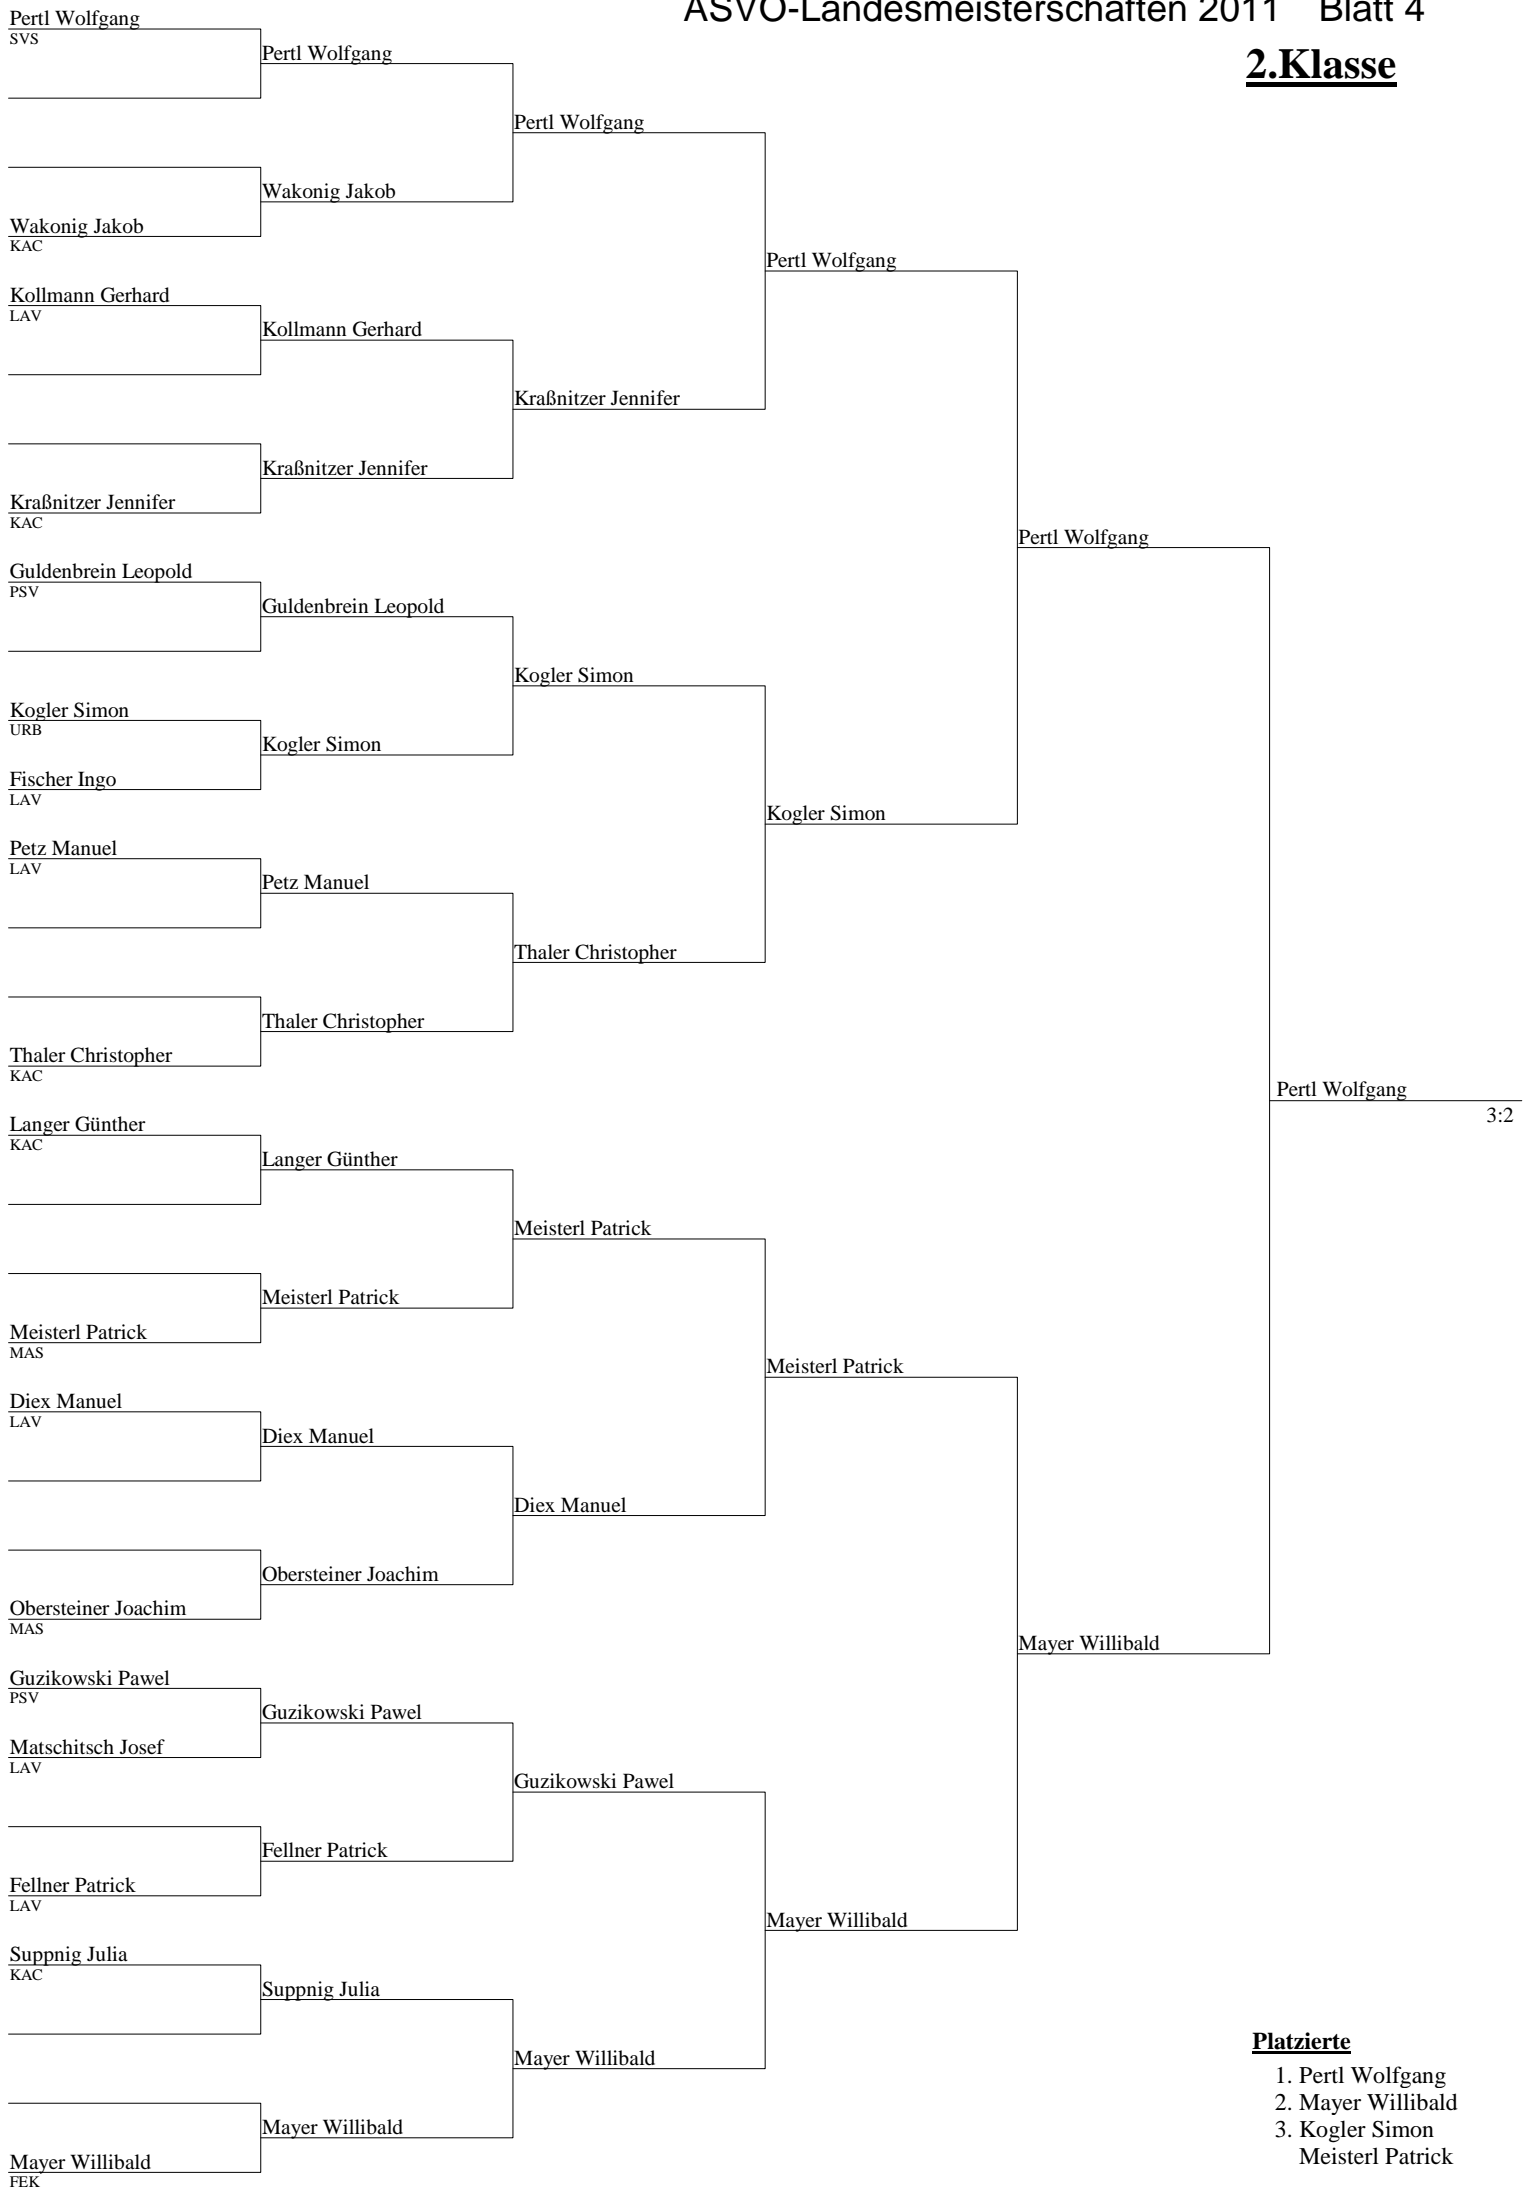 ASVÖ-Landesmeisterschaften 2011 Blatt 4
2.Klasse
Pertl Wolfgang
SVS
Wakonig Jakob
KAC
Kollmann Gerhard
LAV
Kraßnitzer Jennifer
KAC
Guldenbrein Leopold
PSV
Kogler Simon
URB
Fischer Ingo
LAV
Petz Manuel
LAV
Thaler Christopher
KAC
Langer Günther
KAC
Meisterl Patrick
MAS
Diex Manuel
LAV
Obersteiner Joachim
MAS
Guzikowski Pawel
PSV
Matschitsch Josef
LAV
Fellner Patrick
LAV
Suppnig Julia
KAC
Mayer Willibald
FEK
Pertl Wolfgang
Wakonig Jakob
Kollmann Gerhard
Kraßnitzer Jennifer
Guldenbrein Leopold
Kogler Simon
Petz Manuel
Thaler Christopher
Langer Günther
Meisterl Patrick
Diex Manuel
Obersteiner Joachim
Guzikowski Pawel
Fellner Patrick
Suppnig Julia
Mayer Willibald
Pertl Wolfgang
Kraßnitzer Jennifer
Kogler Simon
Thaler Christopher
Meisterl Patrick
Diex Manuel
Guzikowski Pawel
Mayer Willibald
Pertl Wolfgang
Kogler Simon
Meisterl Patrick
Mayer Willibald
Pertl Wolfgang
Mayer Willibald
Pertl Wolfgang
3:2
Platzierte
1. Pertl Wolfgang
2. Mayer Willibald
3. Kogler Simon
Meisterl Patrick